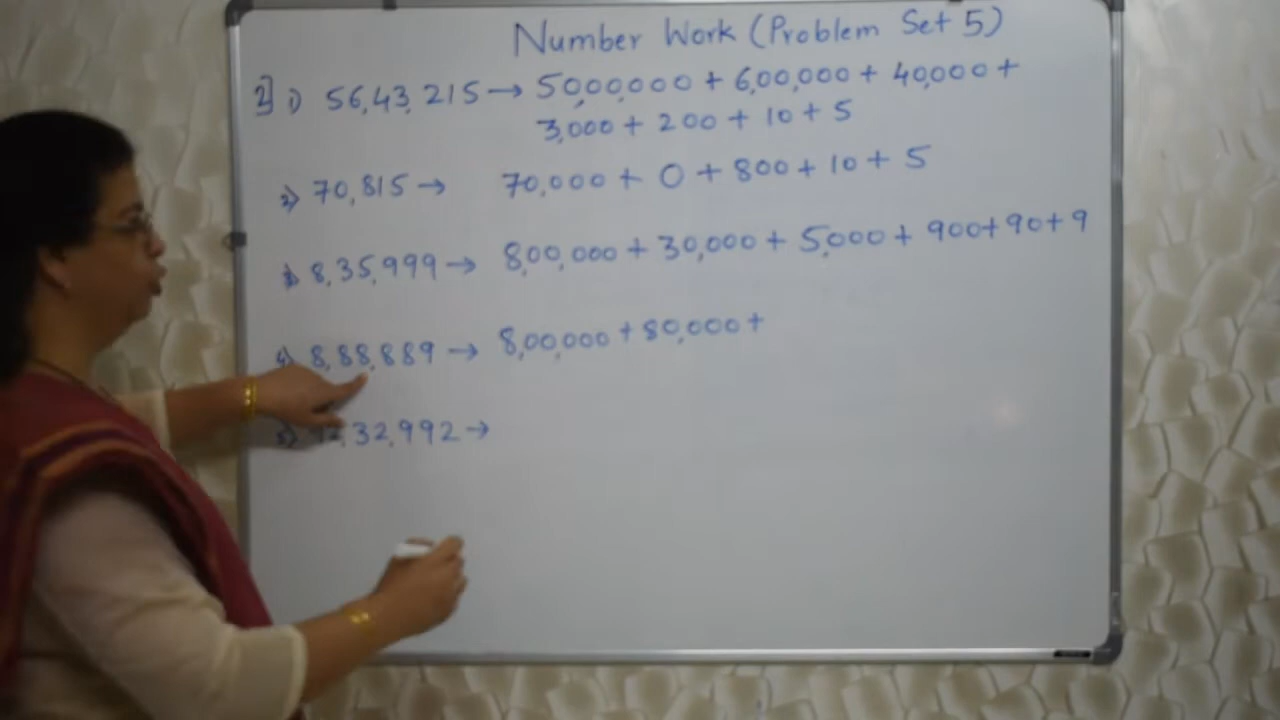 Number Work (Problem Set 5)
2] 1) 56,43,215 → 50,00,000 + 6,00,000 + 40,000 +
3,000 + 200 + 10 + 5
2) 70,815 → 70,000 + 0 + 800 + 10 + 5
3) 8,35,999 → 8,00,000 + 30,000 + 5,000 + 900 + 90 + 9
4) 8,88,889 → 8,00,000 + 80,000 +
5) ,32,992 →